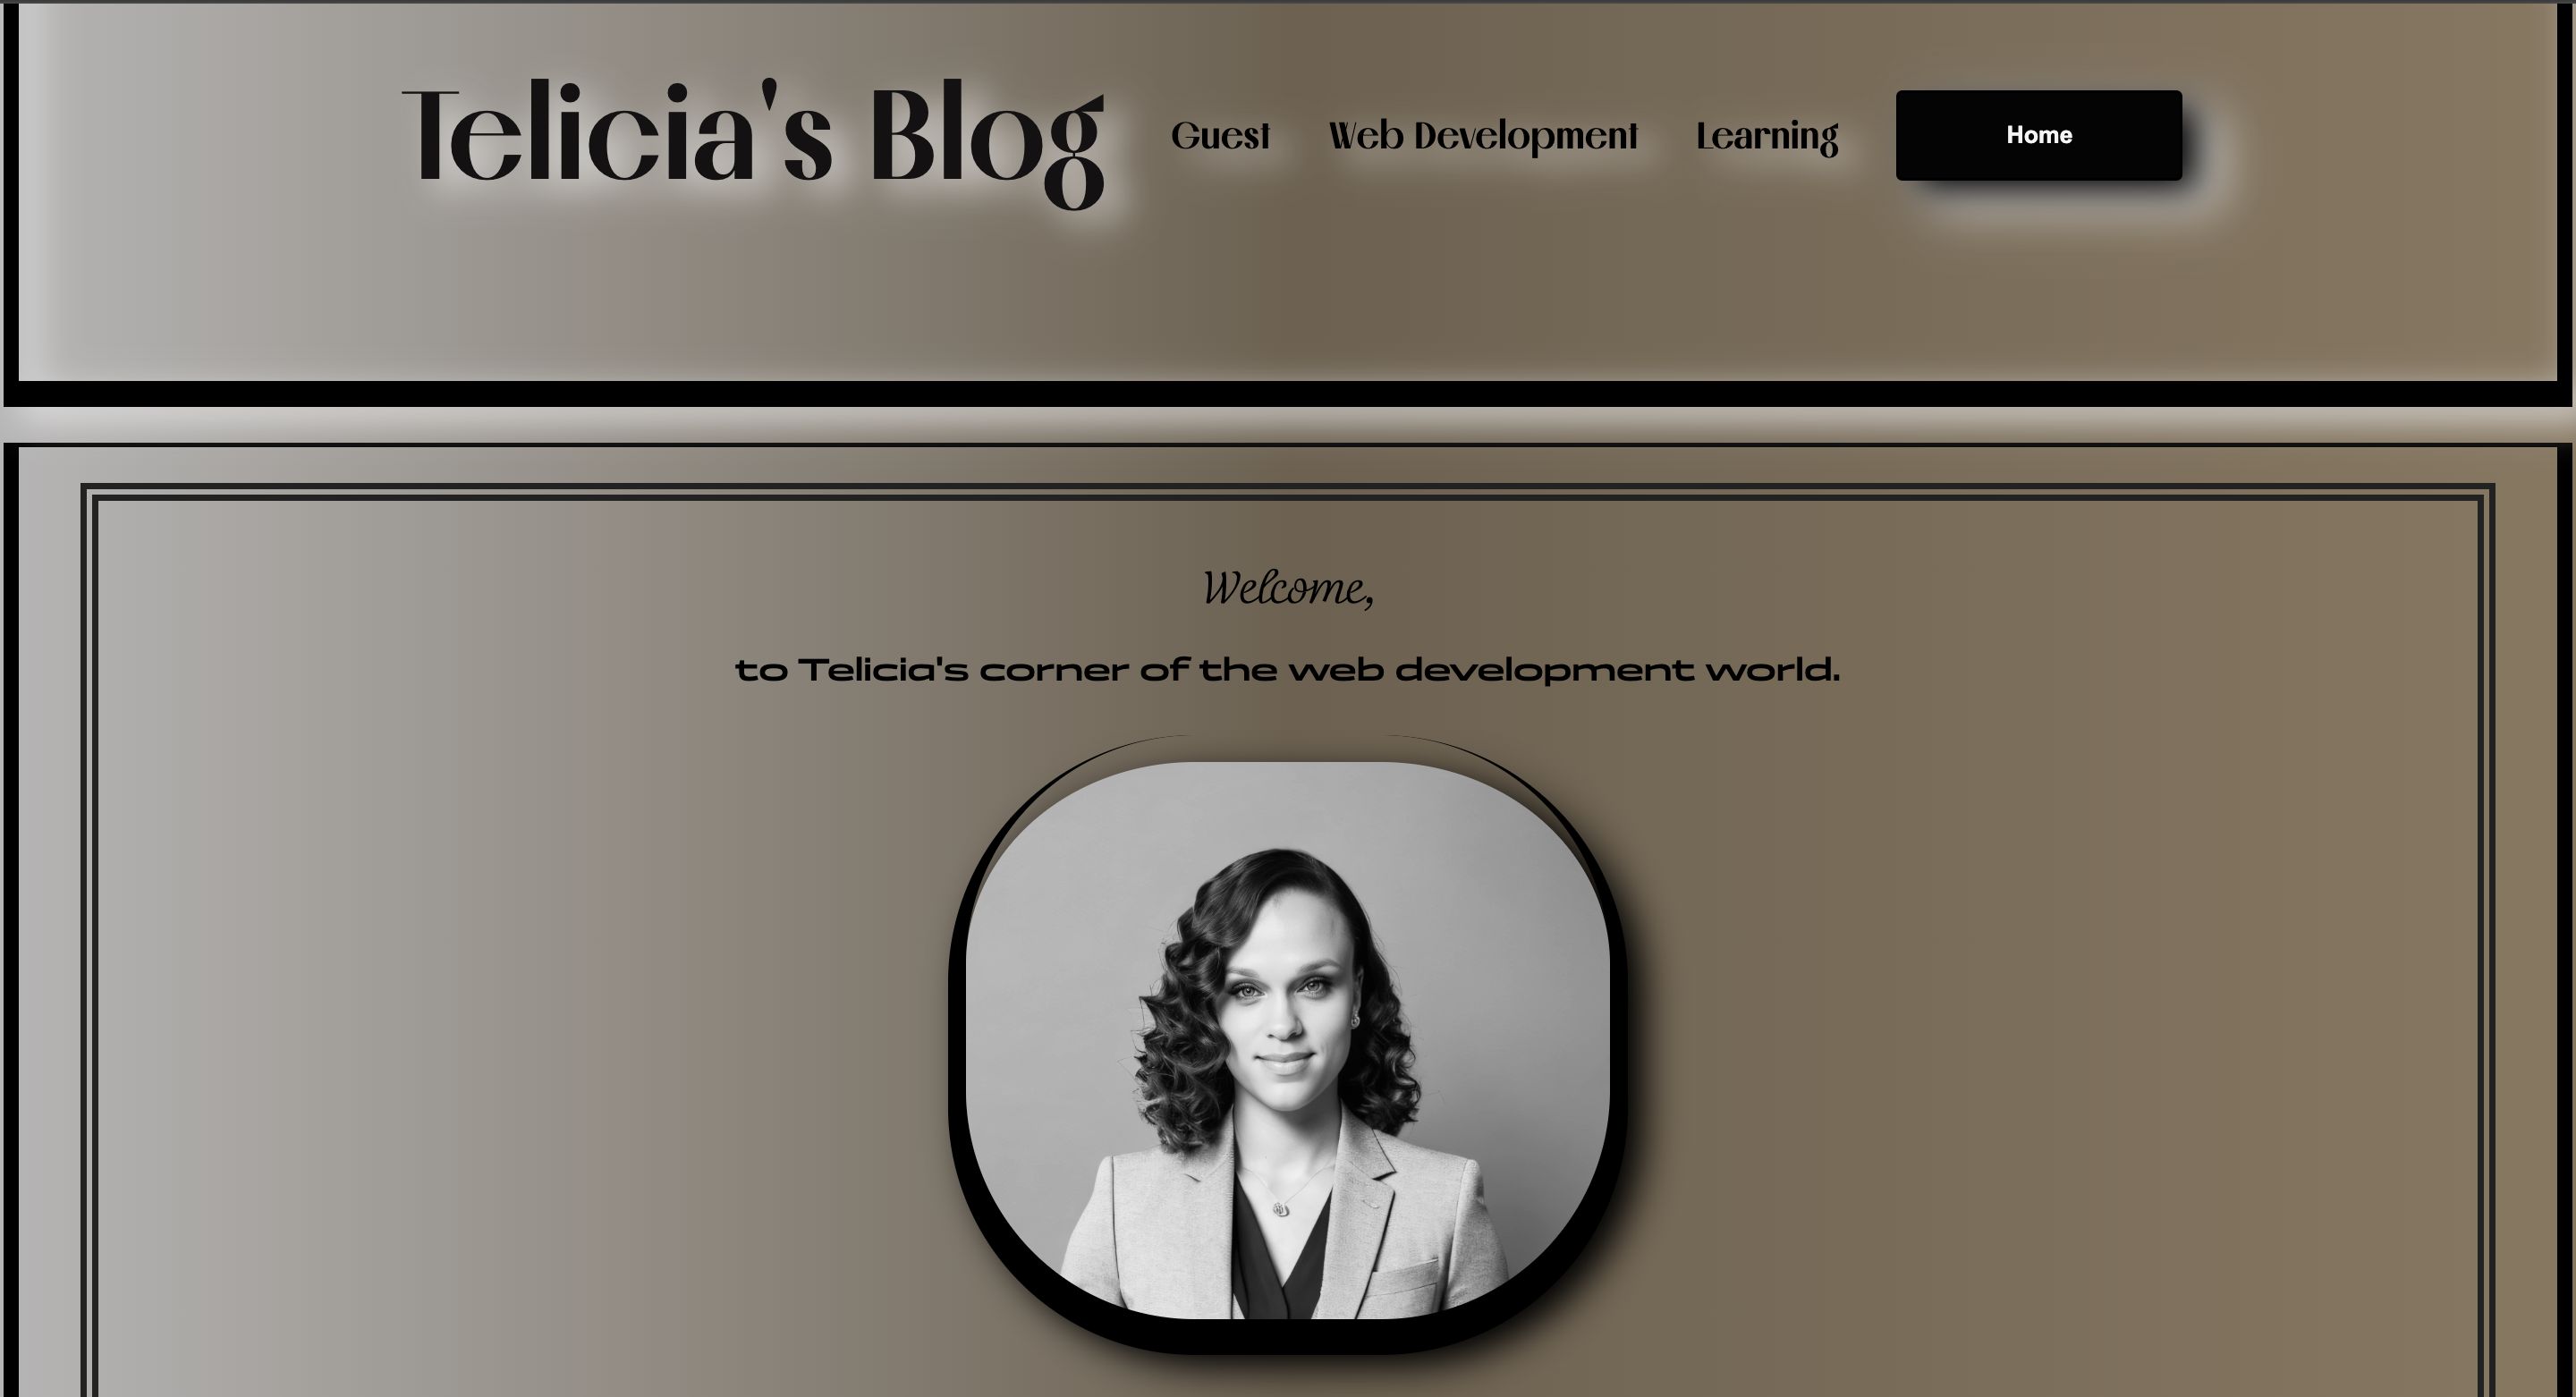 Telicia's Blog Guest Web Development Learning Home
Welcome,
to Telicia's corner of the web development world.